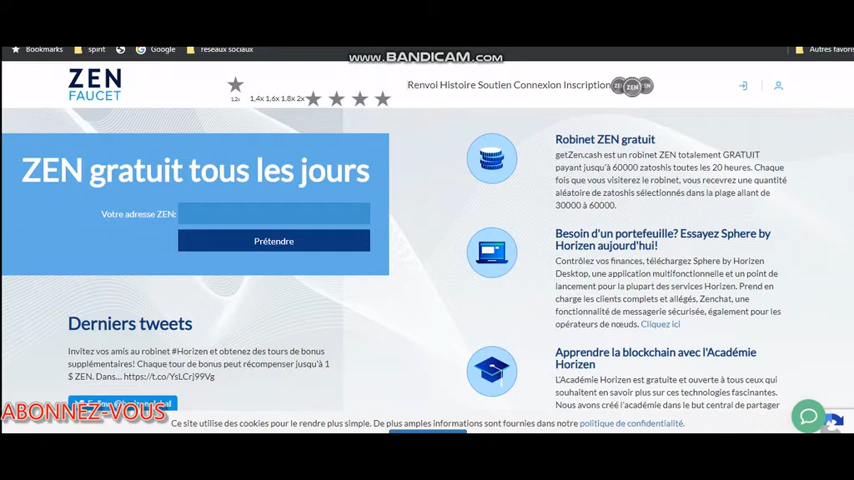 Bookmarks
spirit
Google
réseaux sociaux
Autres favoris
www.BANDICAM.com
ZEN
FAUCET
1,2x
1,4x 1,6x 1,8x 2x
Renvoi Histoire Soutien Connexion Inscription
ZEN
ZEN gratuit tous les jours
Votre adresse ZEN:
Prétendre
Robinet ZEN gratuit
getZen.cash est un robinet ZEN totalement GRATUIT
payant jusqu'à 60000 zatoshis toutes les 20 heures. Chaque
fois que vous visiterez le robinet, vous recevrez une quantité
aléatoire de zatoshis sélectionnés dans la plage allant de
30000 à 60000.
Besoin d'un portefeuille? Essayez Sphere by
Horizen aujourd'hui!
Contrôlez vos finances, téléchargez Sphere by Horizen
Desktop, une application multifonctionnelle et un point de
lancement pour la plupart des services Horizen. Prend en
charge les clients complets et allégés, Zenchat, une
fonctionnalité de messagerie sécurisée, également pour les
opérateurs de nœuds. Cliquez ici
Derniers tweets
Invitez vos amis au robinet #Horizen et obtenez des tours de bonus
supplémentaires! Chaque tour de bonus peut récompenser jusqu'à 1
$ ZEN. Dans... https://t.co/YsLCrj99Vg
Apprendre la blockchain avec l'Académie
Horizen
L'Académie Horizen est gratuite et ouverte à tous ceux qui
souhaitent en savoir plus sur ces technologies fascinantes.
Nous avons créé l'académie dans le but central de partager
ABONNEZ-VOUS
Ce site utilise des cookies pour le rendre plus simple. De plus amples informations sont fournies dans notre politique de confidentialité.